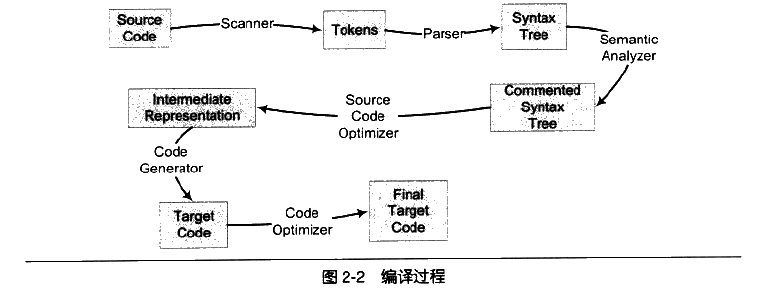 Source
Code
Scanner
Tokens
Parser
Syntax
Tree
Semantic
Analyzer
Commented
Syntax
Tree
Source
Code
Optimizer
Intermediate
Representation
Code
Generator
Target
Code
Code
Optimizer
Final
Target
Code
图 2-2 编译过程